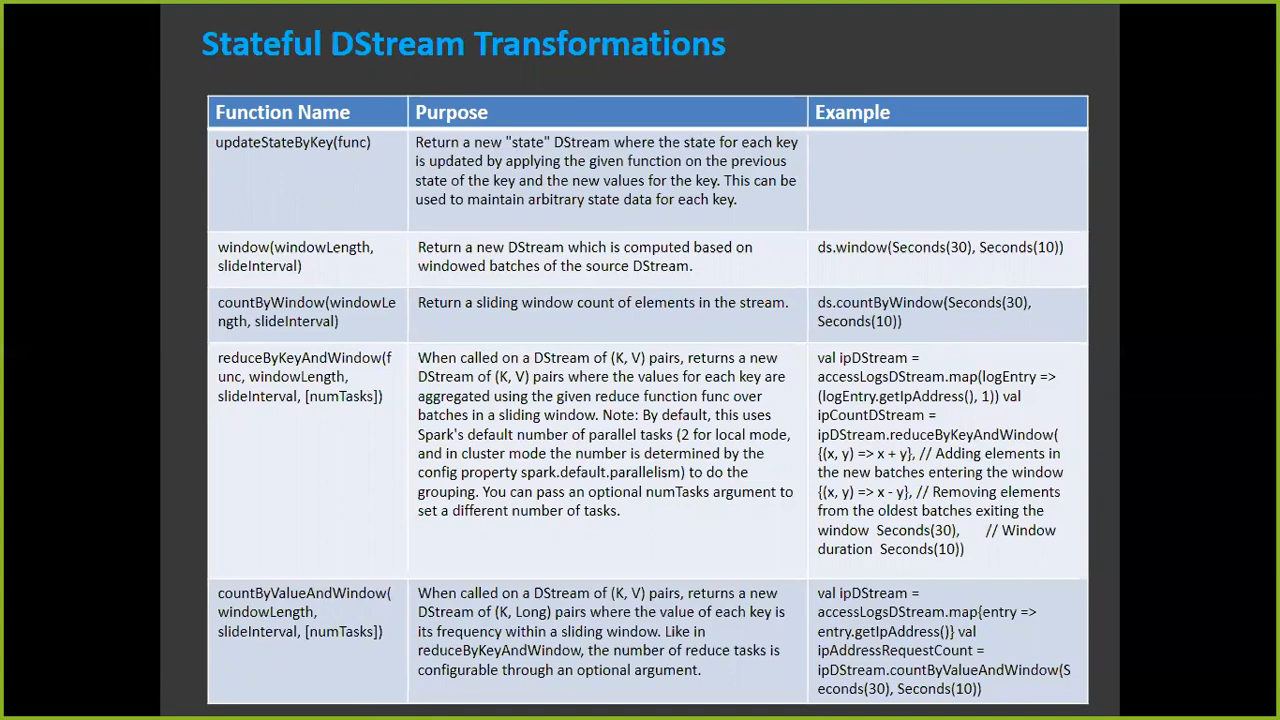 Stateful DStream Transformations
Function Name
Purpose
Example
updateStateByKey(func)
Return a new "state" DStream where the state for each key
is updated by applying the given function on the previous
state of the key and the new values for the key. This can be
used to maintain arbitrary state data for each key.
window(windowLength,
slideInterval)
Return a new DStream which is computed based on
windowed batches of the source DStream.
ds.window(Seconds(30), Seconds(10))
countByWindow(windowLe
ngth, slideInterval)
Return a sliding window count of elements in the stream.
ds.countByWindow(Seconds(30),
Seconds(10))
reduceByKeyAndWindow(f
unc, windowLength,
slideInterval, [numTasks])
When called on a DStream of (K, V) pairs, returns a new
DStream of (K, V) pairs where the values for each key are
aggregated using the given reduce function func over
batches in a sliding window. Note: By default, this uses
Spark's default number of parallel tasks (2 for local mode,
and in cluster mode the number is determined by the
config property spark.default.parallelism) to do the
grouping. You can pass an optional numTasks argument to
set a different number of tasks.
val ipDStream =
accessLogsDStream.map(logEntry =>
(logEntry.getIpAddress(), 1)) val
ipCountDStream =
ipDStream.reduceByKeyAndWindow(
{(x, y) => x + y}, // Adding elements in
the new batches entering the window
{(x, y) => x - y}, // Removing elements
from the oldest batches exiting the
window Seconds(30), // Window
duration Seconds(10))
countByValueAndWindow(
windowLength,
slideInterval, [numTasks])
When called on a DStream of (K, V) pairs, returns a new
DStream of (K, Long) pairs where the value of each key is
its frequency within a sliding window. Like in
reduceByKeyAndWindow, the number of reduce tasks is
configurable through an optional argument.
val ipDStream =
accessLogsDStream.map{entry =>
entry.getIpAddress()} val
ipAddressRequestCount =
ipDStream.countByValueAndWindow(S
econds(30), Seconds(10))